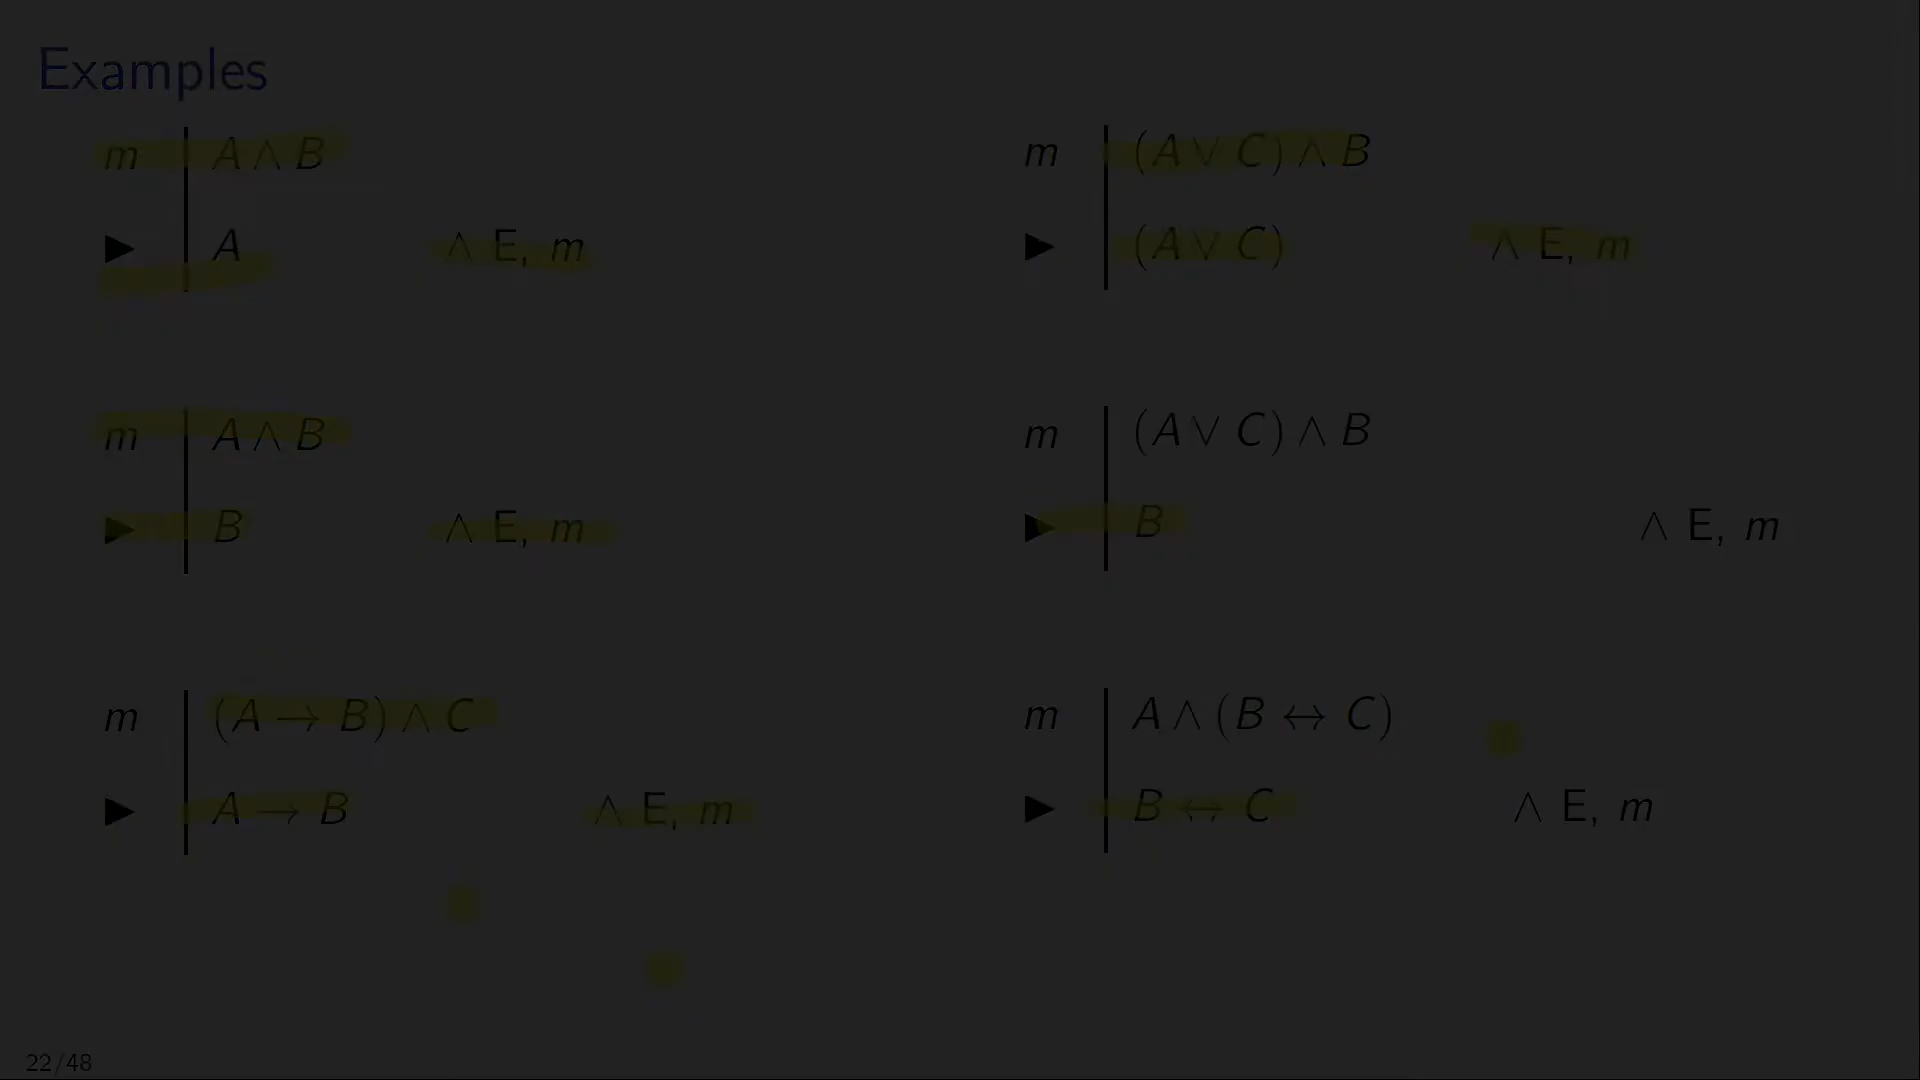 Examples
m A ∧ B
▶ A ∧ E, m
m (A ∨ C) ∧ B
▶ (A ∨ C) ∧ E, m
m A ∧ B
▶ B ∧ E, m
m (A ∨ C) ∧ B
▶ B ∧ E, m
m (A → B) ∧ C
▶ A → B ∧ E, m
m A ∧ (B ↔ C)
▶ B ↔ C ∧ E, m
22/48